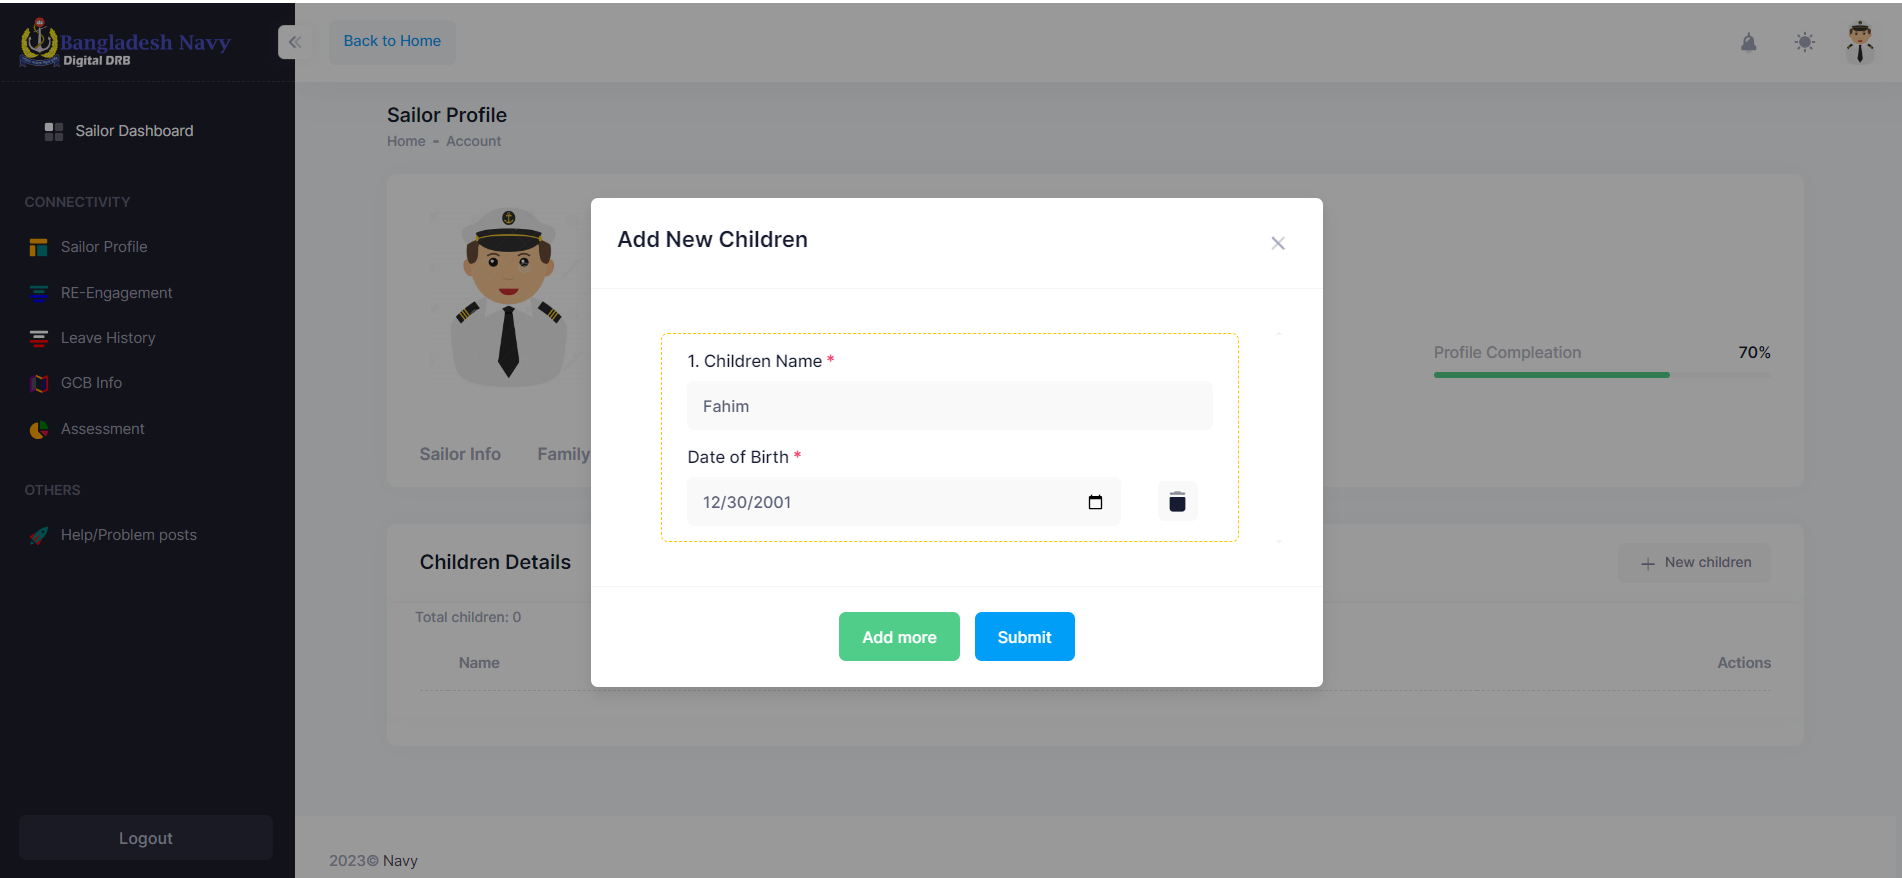 Bangladesh Navy
Digital DRB
Back to Home
Sailor Dashboard
CONNECTIVITY
Sailor Profile
RE-Engagement
Leave History
GCB Info
Assessment
OTHERS
Help/Problem posts
Logout
Sailor Profile
Home - Account
Profile Compleation 70%
Sailor Info Family
Children Details
New children
Total children: 0
Name Actions
Add New Children
1. Children Name *
Fahim
Date of Birth *
12/30/2001
Add more Submit
2023© Navy